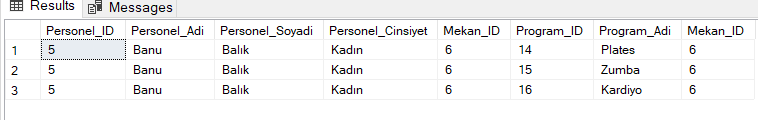 Results Messages
Personel_ID Personel_Adi Personel_Soyadi Personel_Cinsiyet Mekan_ID Program_ID Program_Adi Mekan_ID
1 5 Banu Balık Kadın 6 14 Plates 6
2 5 Banu Balık Kadın 6 15 Zumba 6
3 5 Banu Balık Kadın 6 16 Kardiyo 6